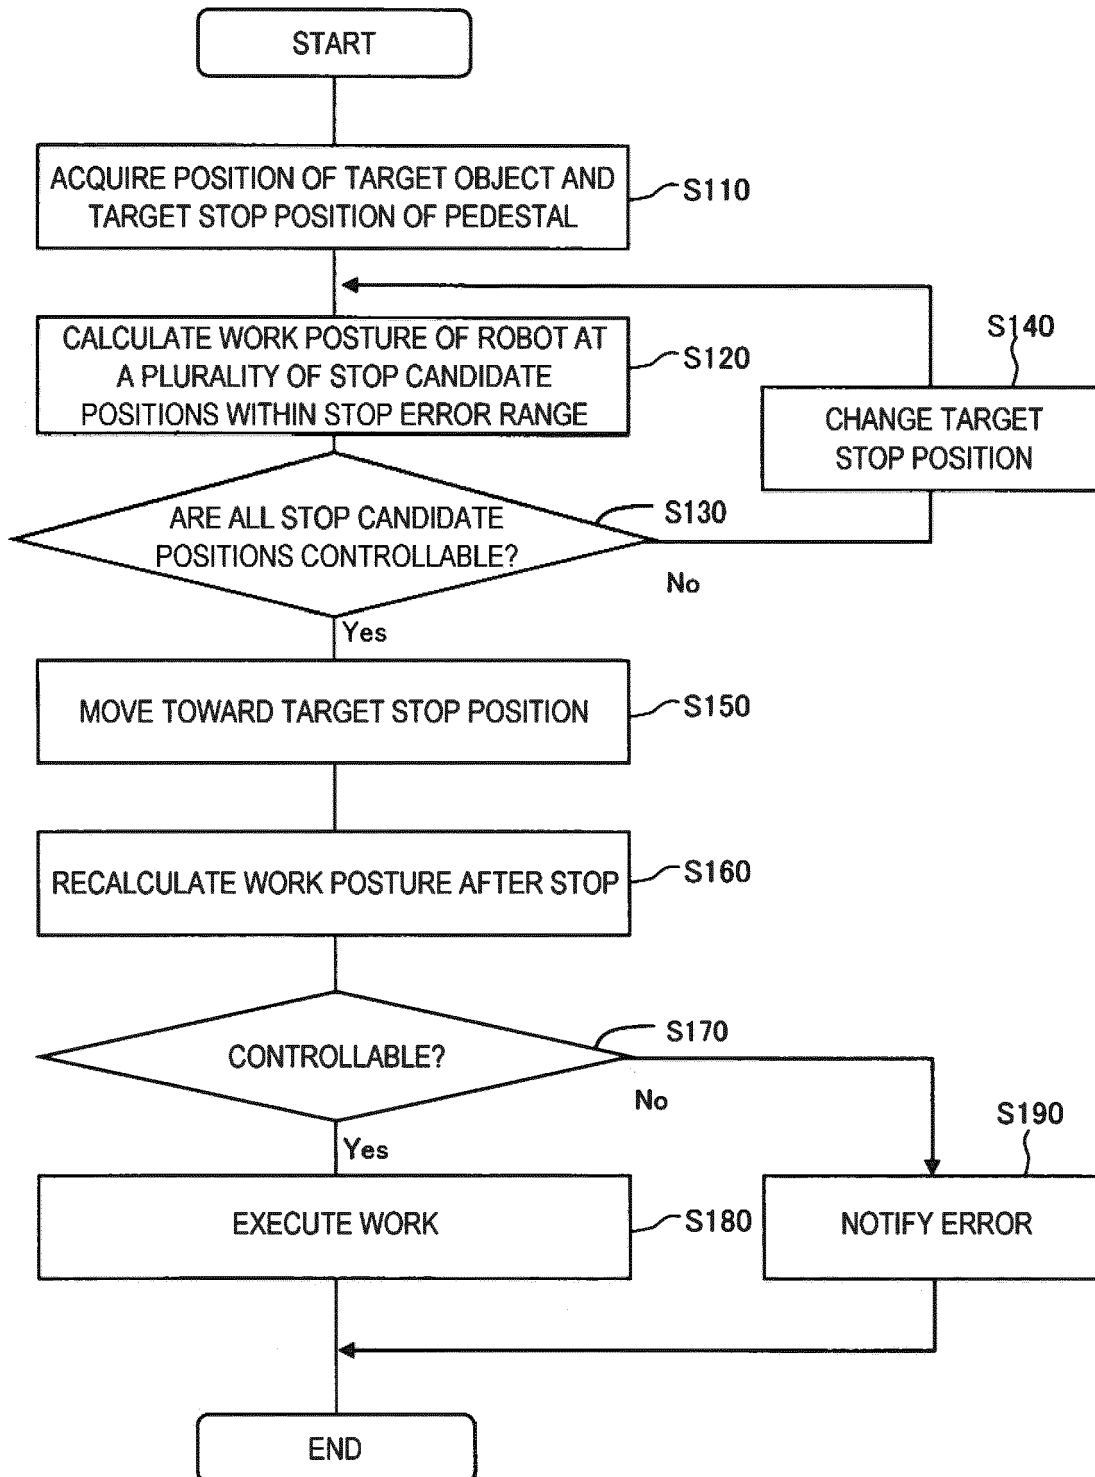 START
ACQUIRE POSITION OF TARGET OBJECT AND
TARGET STOP POSITION OF PEDESTAL
S110
CALCULATE WORK POSTURE OF ROBOT AT
A PLURALITY OF STOP CANDIDATE
POSITIONS WITHIN STOP ERROR RANGE
S120
S140
CHANGE TARGET
STOP POSITION
ARE ALL STOP CANDIDATE
POSITIONS CONTROLLABLE?
S130
No
Yes
MOVE TOWARD TARGET STOP POSITION
S150
RECALCULATE WORK POSTURE AFTER STOP
S160
CONTROLLABLE?
S170
No
Yes
S190
EXECUTE WORK
S180
NOTIFY ERROR
END